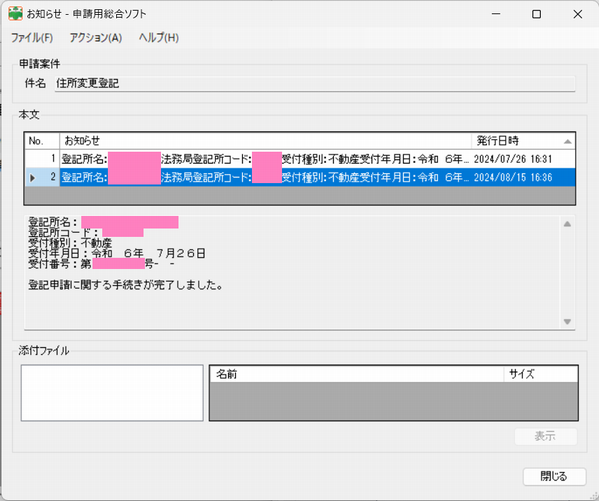 お知らせ - 申請用総合ソフト
ファイル(F) アクション(A) ヘルプ(H)
申請案件
件名 住所変更登記
本文
No. お知らせ 発行日時
1 登記所名: 法務局登記所コード: 受付種別:不動産受付年月日:令和 6年... 2024/07/26 16:31
2 登記所名: 法務局登記所コード: 受付種別:不動産受付年月日:令和 6年... 2024/08/15 16:36
登記所名:
登記所コード:
受付種別:不動産
受付年月日:令和 6年 7月26日
受付番号:第 号- -
登記申請に関する手続きが完了しました。
添付ファイル
名前 サイズ
表示
閉じる